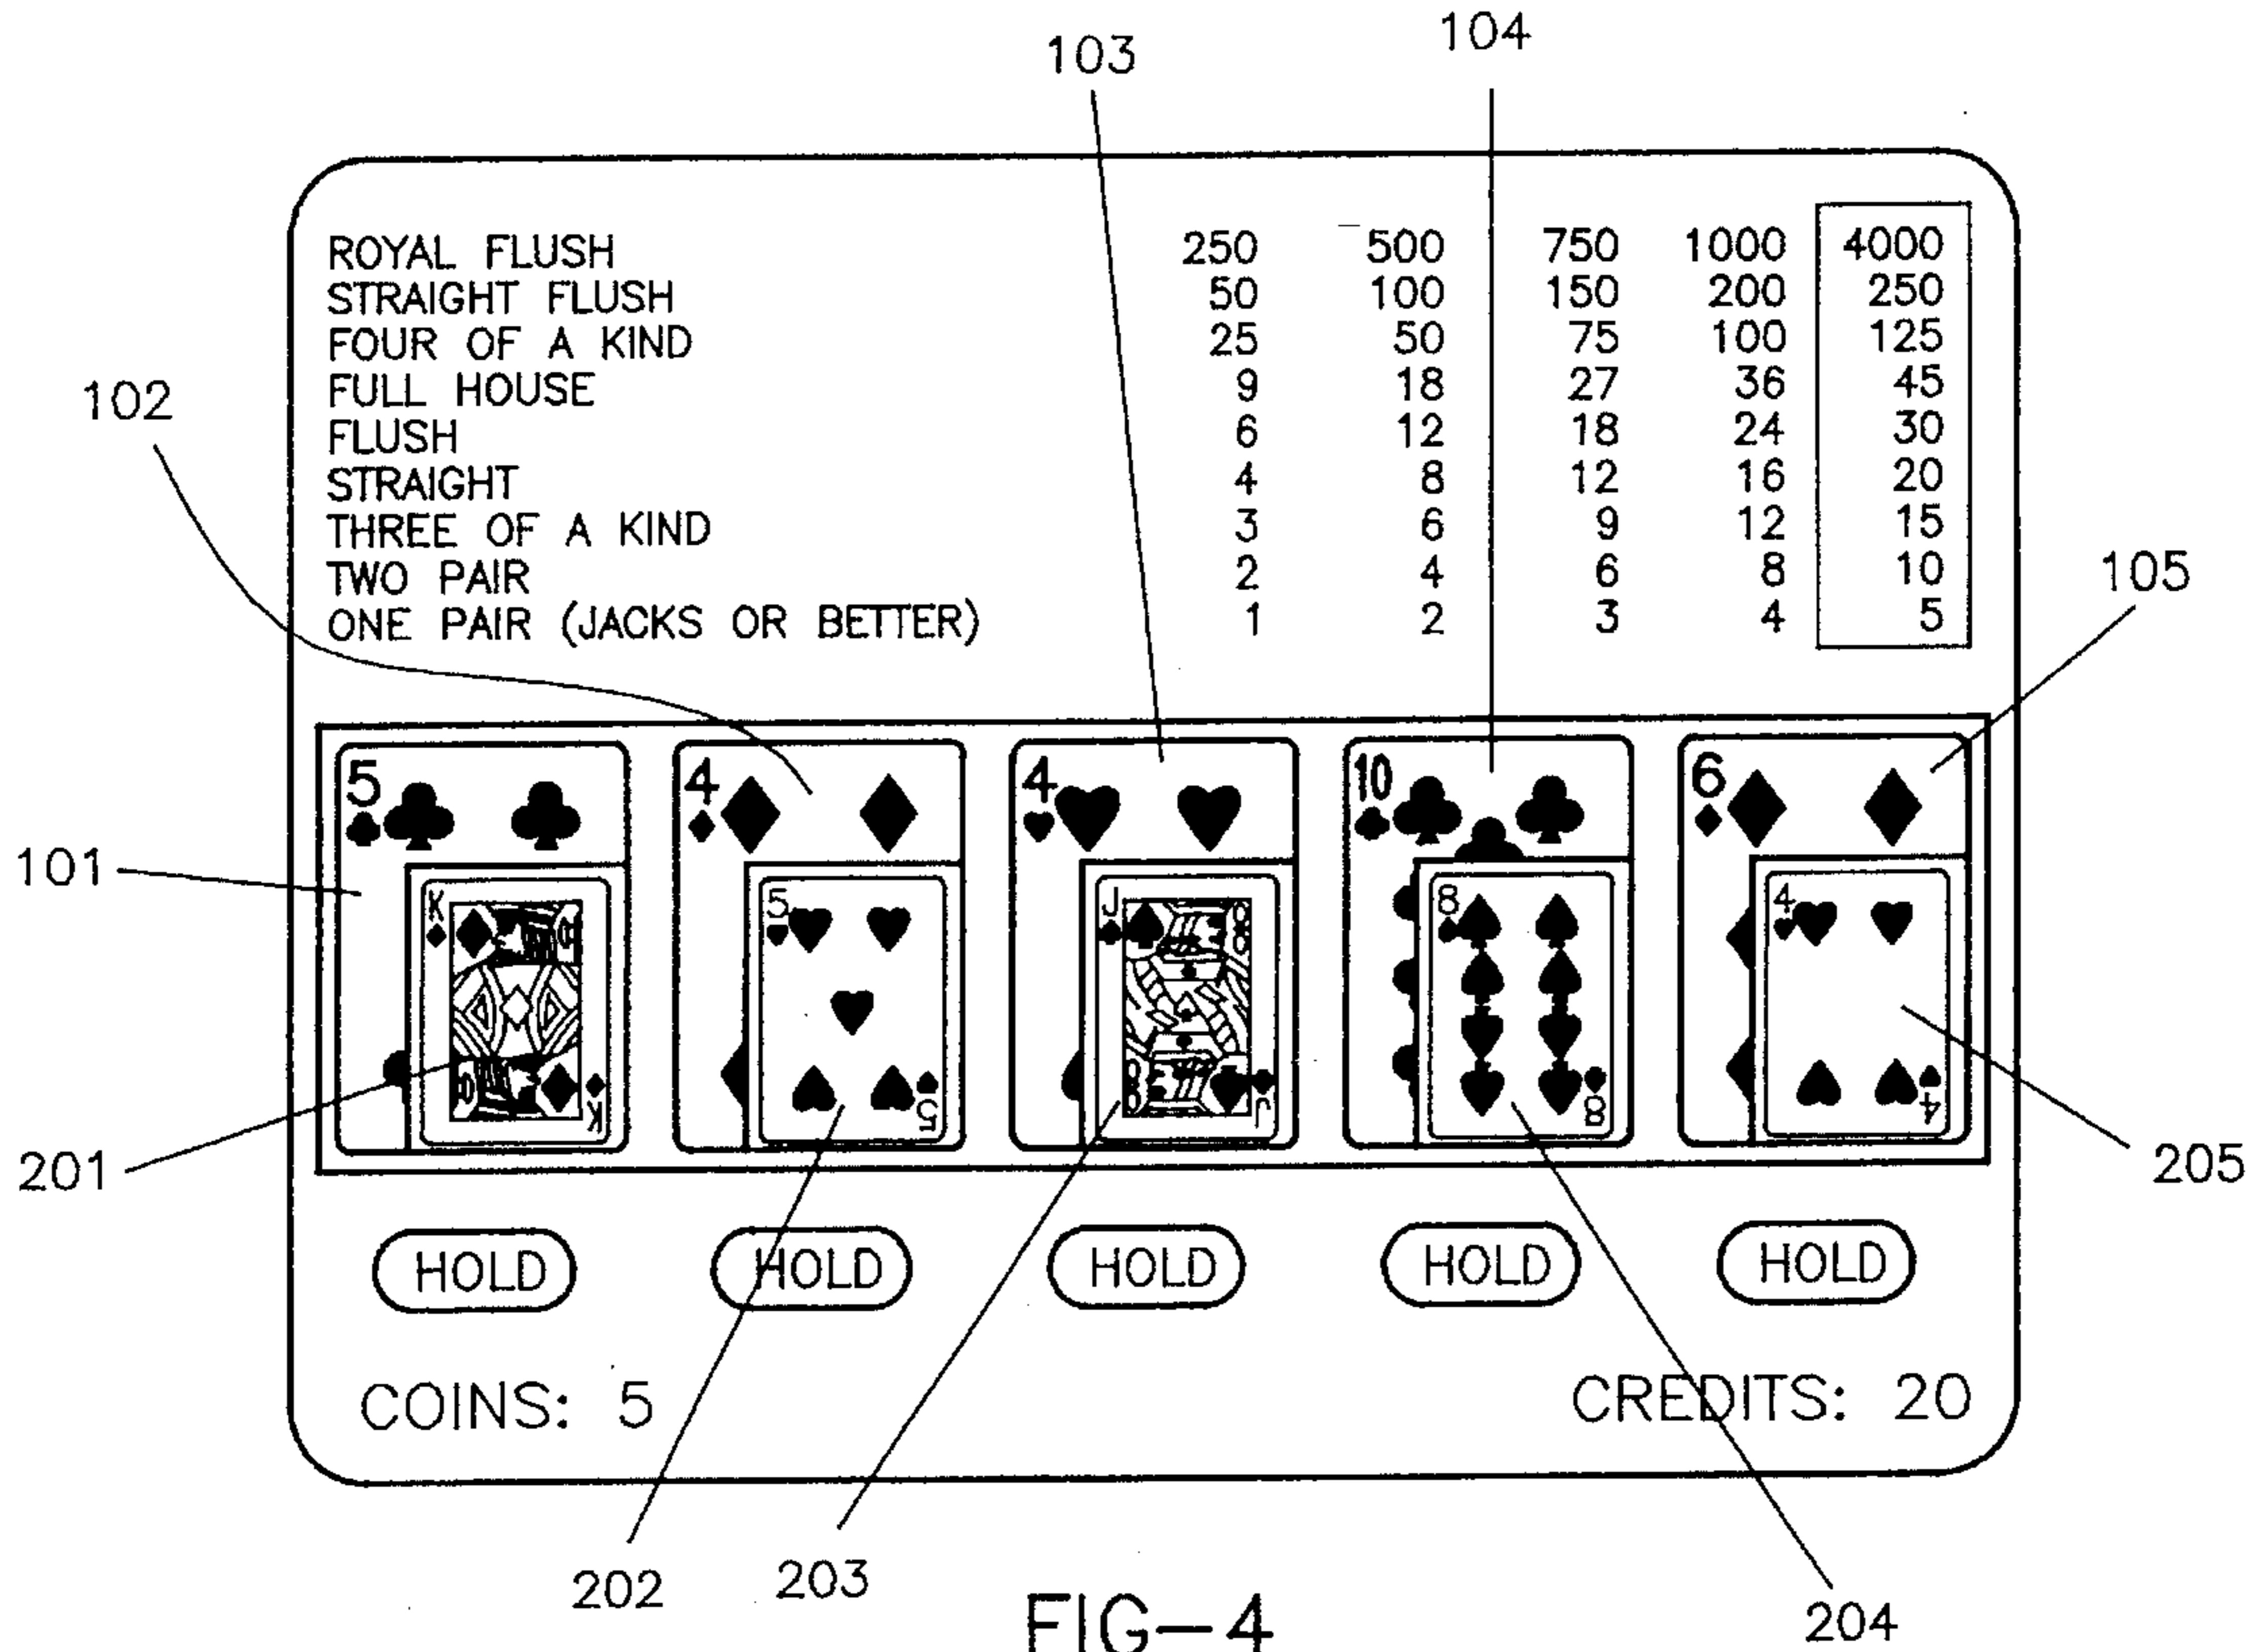 104
103
ROYAL FLUSH 250 500 750 1000 4000
STRAIGHT FLUSH 50 100 150 200 250
FOUR OF A KIND 25 50 75 100 125
102
FULL HOUSE 9 18 27 36 45
FLUSH 6 12 18 24 30
STRAIGHT 4 8 12 16 20
THREE OF A KIND 3 6 9 12 15
TWO PAIR 2 4 6 8 10
105
ONE PAIR (JACKS OR BETTER) 1 2 3 4 5
5 4 4 10 6
101
K 5 J 8 4
K 5 J 8 4
201
205
HOLD HOLD HOLD HOLD HOLD
COINS: 5 CREDITS: 20
202 203 204
FIG-4